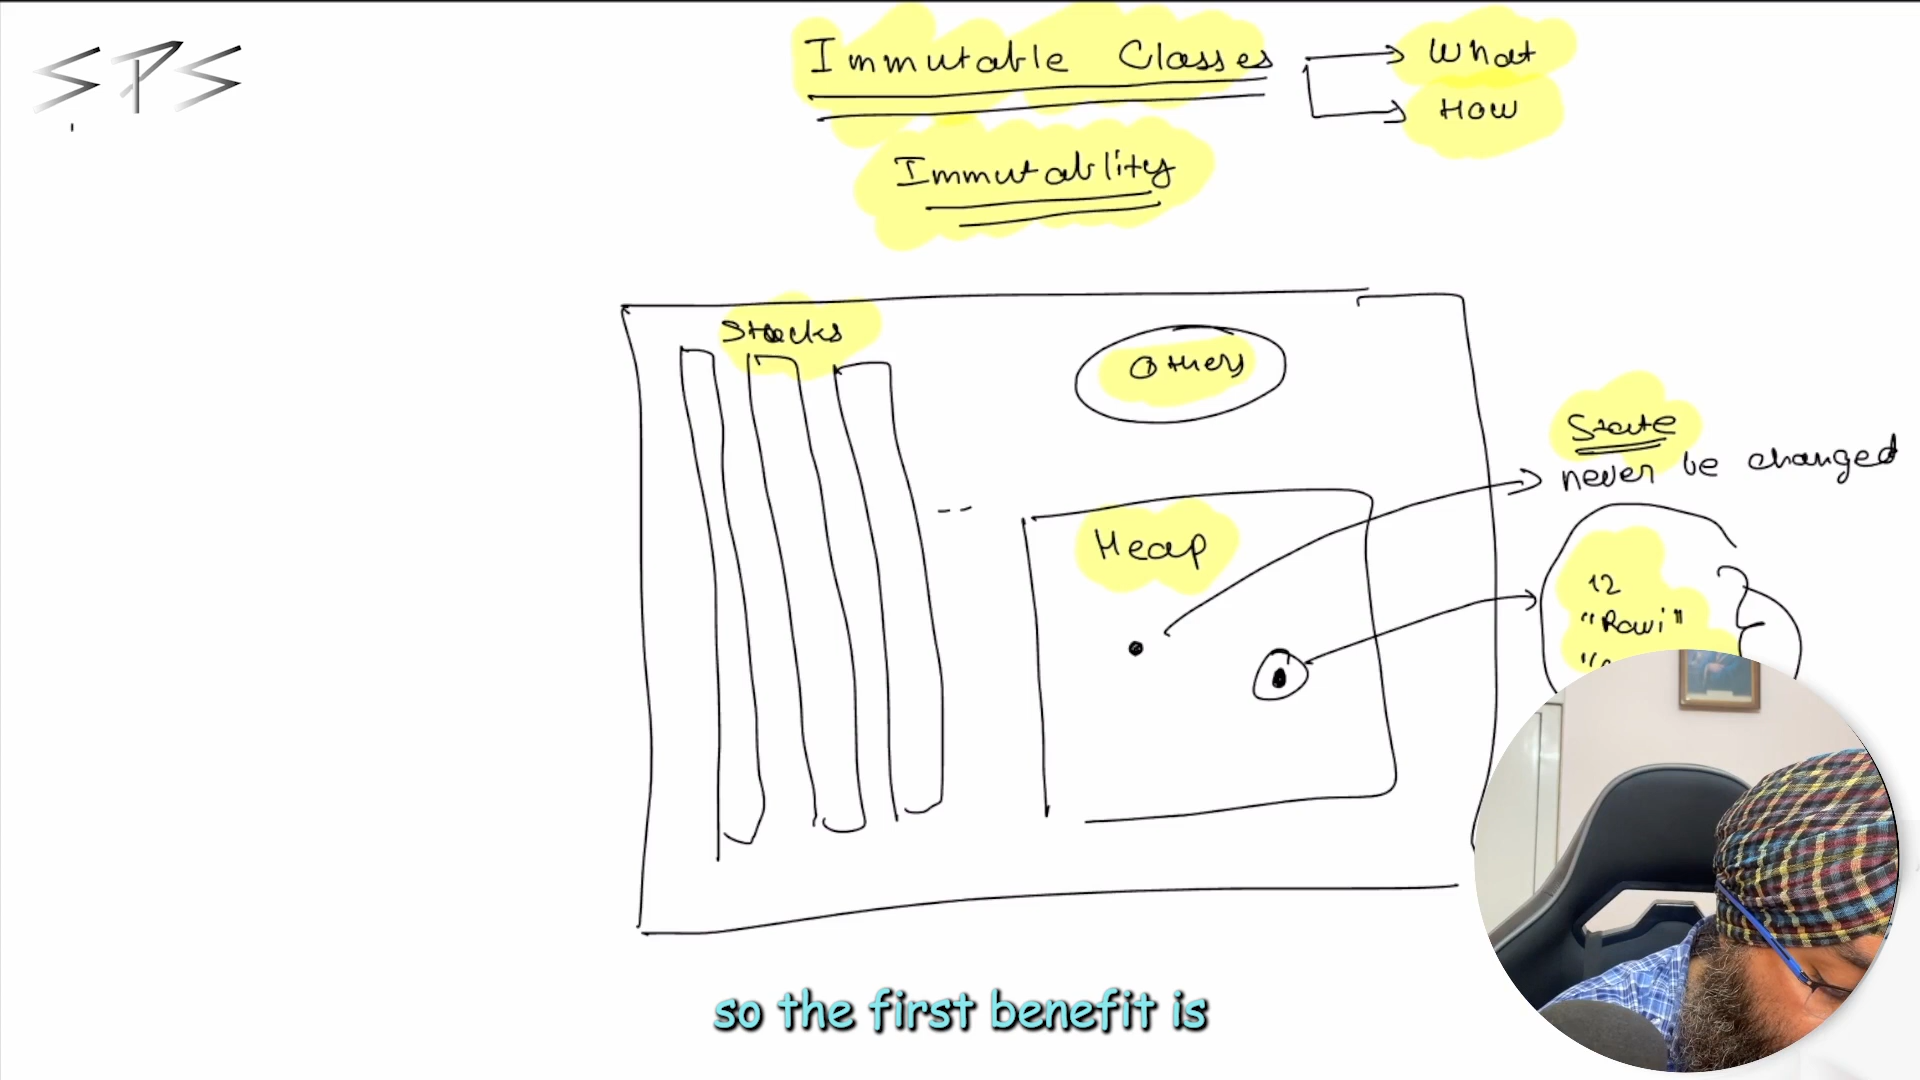 SPS
Immutable Classes
What
How
Immutablity
Stacks
Others
State
never be changed
Heap
12
"Ravi"
so the first benefit is